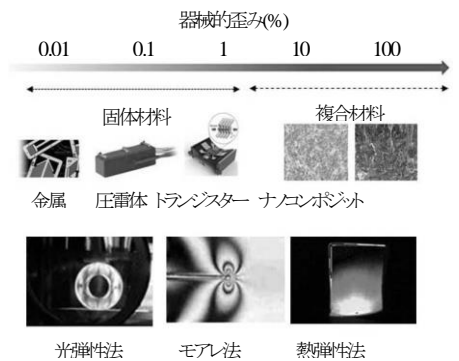 器械的歪み(%)
0.01 0.1 1 10 100
固体材料 複合材料
金属 圧雷体 トランジスター ナノコンポジット
光弾性法 モアレ法 熱弾性法